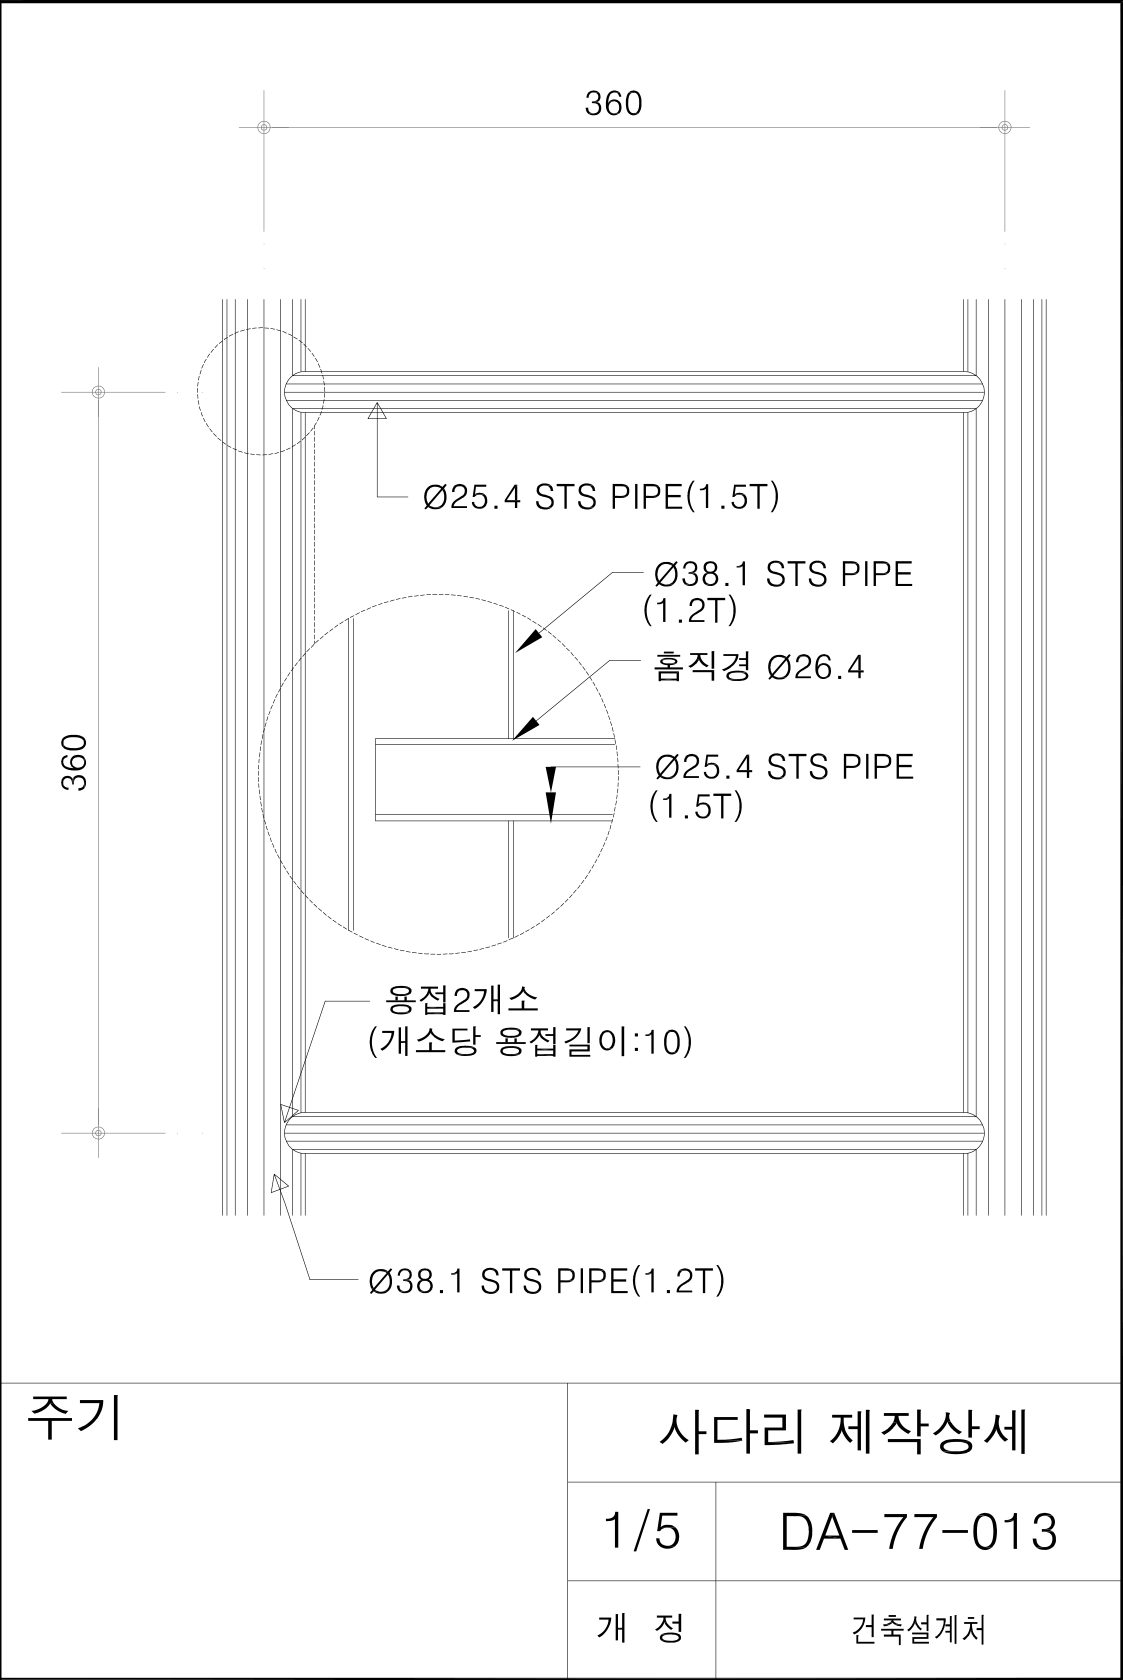 360
Ø25.4 STS PIPE(1.5T)
Ø38.1 STS PIPE
(1.2T)
홈직경 Ø26.4
360
Ø25.4 STS PIPE
(1.5T)
용접2개소
(개소당 용접길이:10)
Ø38.1 STS PIPE(1.2T)
주기
사다리 제작상세
1/5
DA-77-013
개 정
건축설계처